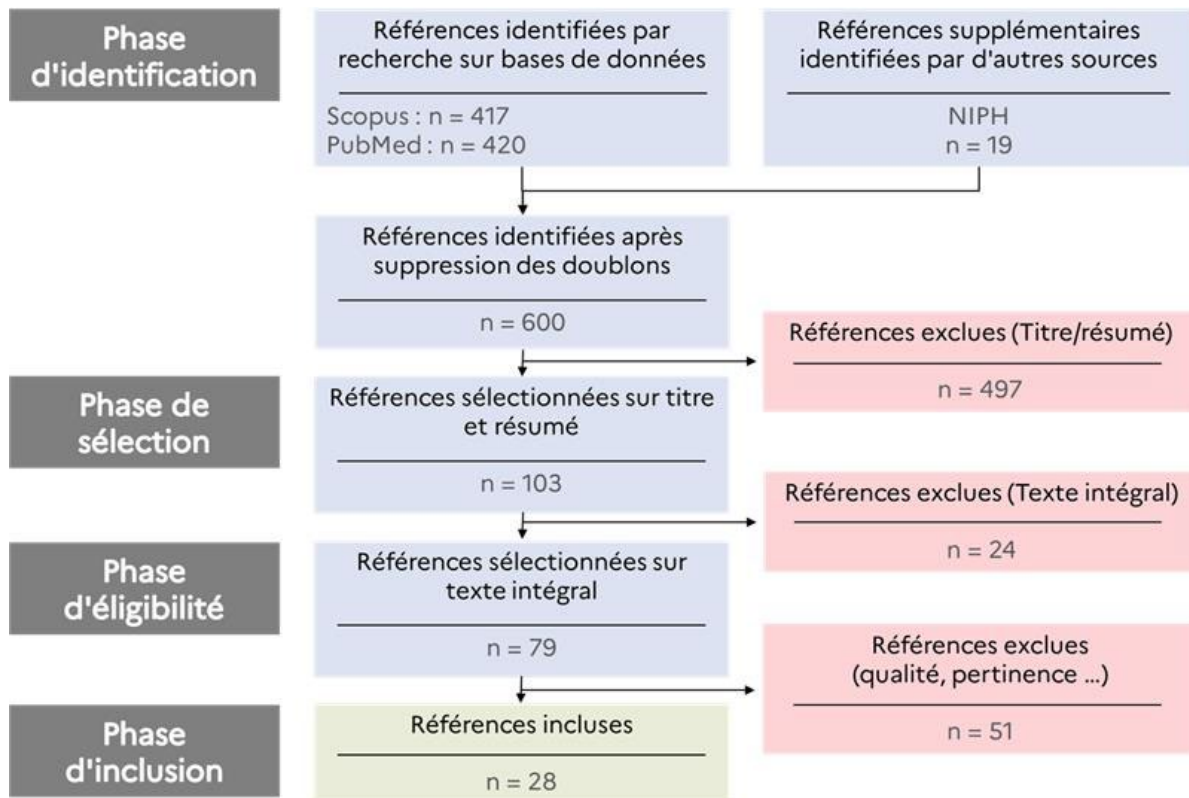 Phase
d'identification
Références identifiées par
recherche sur bases de données
Scopus : n = 417
PubMed : n = 420
Références supplémentaires
identifiées par d'autres sources
NIPH
n = 19
Références identifiées après
suppression des doublons
n = 600
Références exclues (Titre/résumé)
n = 497
Phase de
sélection
Références sélectionnées sur titre
et résumé
n = 103
Références exclues (Texte intégral)
n = 24
Phase
d'éligibilité
Références sélectionnées sur
texte intégral
n = 79
Références exclues
(qualité, pertinence ...)
n = 51
Phase
d'inclusion
Références incluses
n = 28